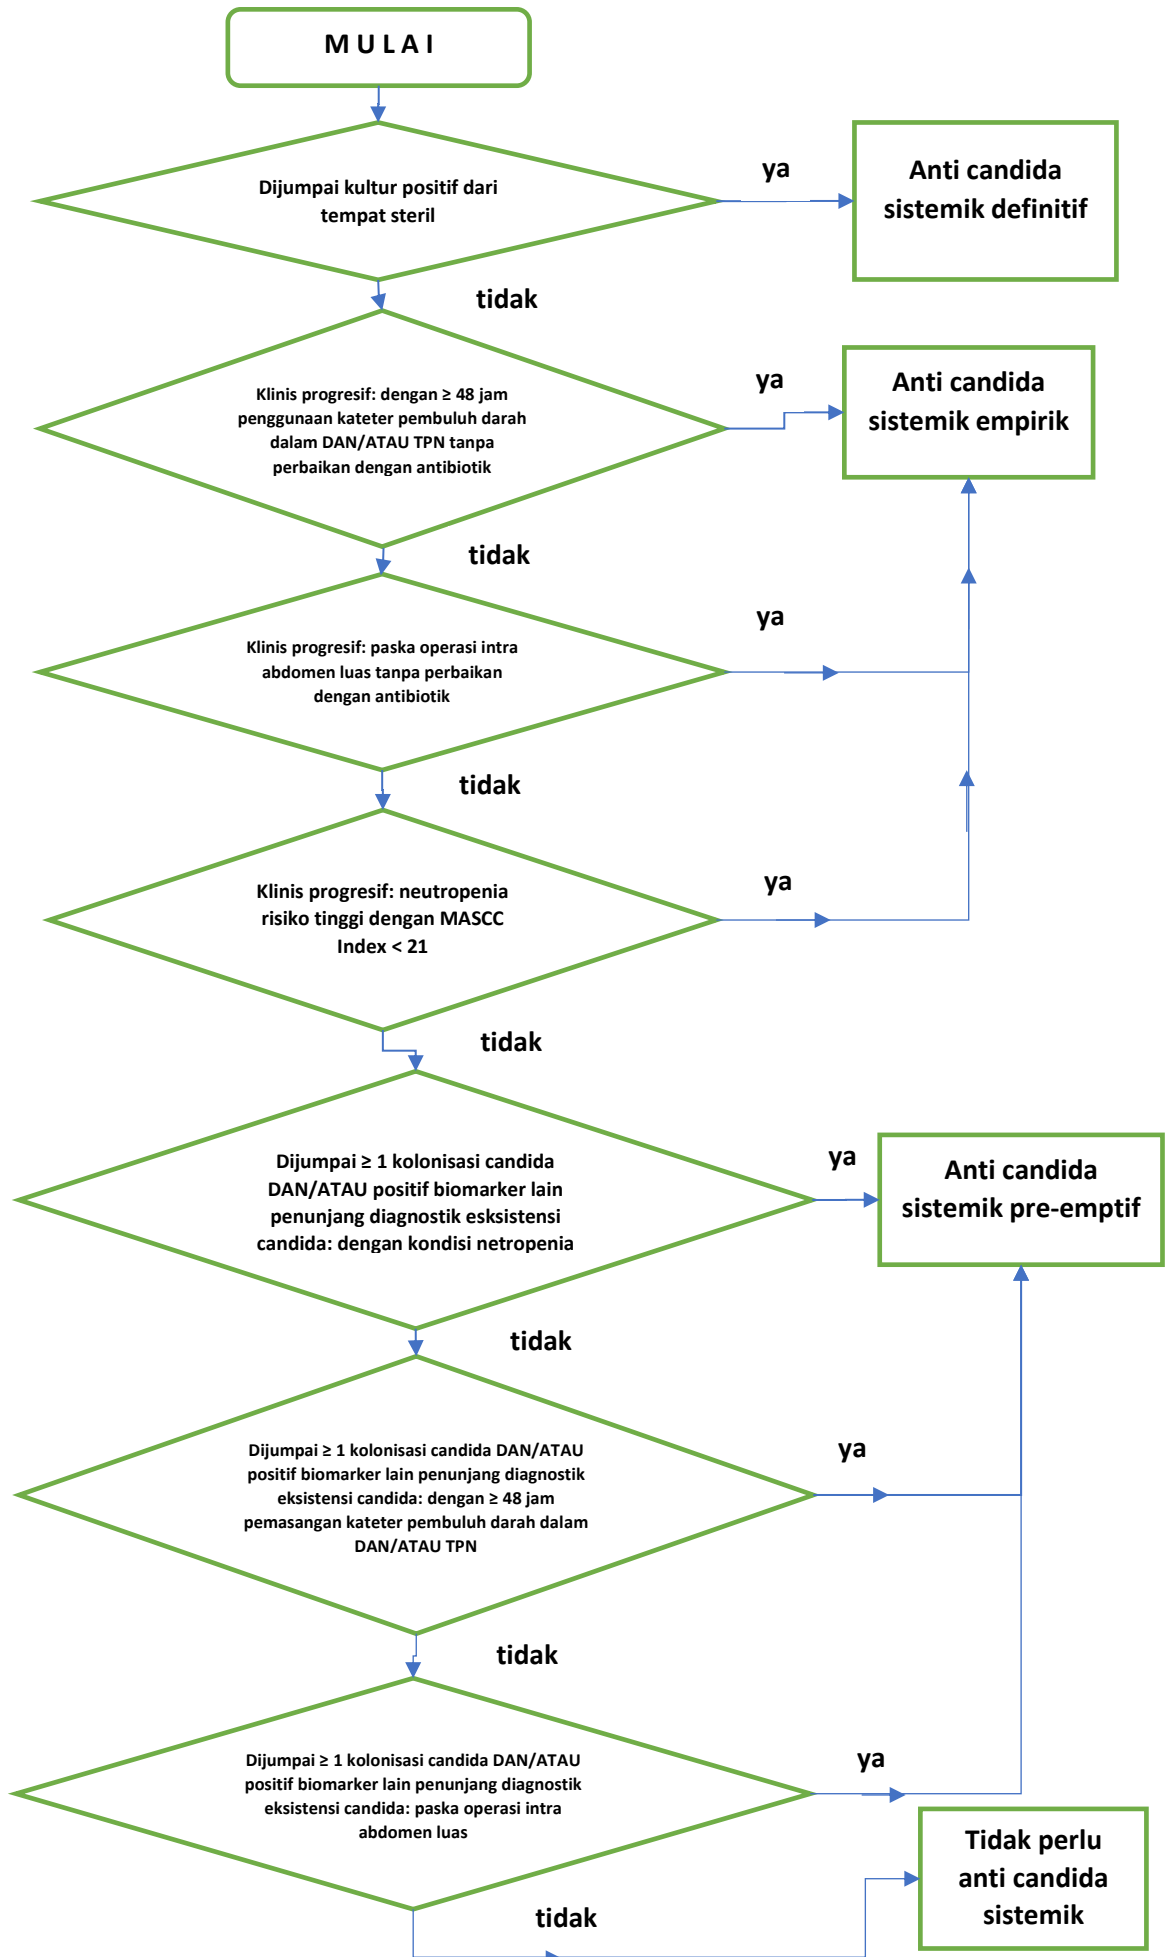 M U L A I
Dijumpai kultur positif dari
tempat steril
ya
Anti candida
sistemik definitif
tidak
Klinis progresif: dengan ≥ 48 jam
penggunaan kateter pembuluh darah
dalam DAN/ATAU TPN tanpa
perbaikan dengan antibiotik
ya
Anti candida
sistemik empirik
tidak
Klinis progresif: paska operasi intra
abdomen luas tanpa perbaikan
dengan antibiotik
ya
tidak
Klinis progresif: neutropenia
risiko tinggi dengan MASCC
Index < 21
ya
tidak
Dijumpai ≥ 1 kolonisasi candida
DAN/ATAU positif biomarker lain
penunjang diagnostik esksistensi
candida: dengan kondisi netropenia
ya
Anti candida
sistemik pre-emptif
tidak
Dijumpai ≥ 1 kolonisasi candida DAN/ATAU
positif biomarker lain penunjang diagnostik
eksistensi candida: dengan ≥ 48 jam
pemasangan kateter pembuluh darah dalam
DAN/ATAU TPN
ya
tidak
Dijumpai ≥ 1 kolonisasi candida DAN/ATAU
positif biomarker lain penunjang diagnostik
eksistensi candida: paska operasi intra
abdomen luas
ya
tidak
Tidak perlu
anti candida
sistemik